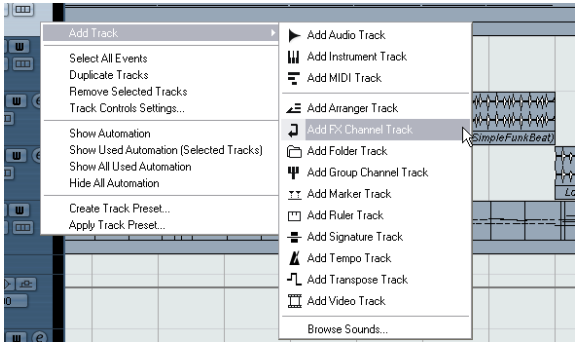 Add Track
Select All Events
Duplicate Tracks
Remove Selected Tracks
Track Controls Settings...
Show Automation
Show Used Automation (Selected Tracks)
Show All Used Automation
Hide All Automation
Create Track Preset...
Apply Track Preset...
Add Audio Track
Add Instrument Track
Add MIDI Track
Add Arranger Track
Add FX Channel Track
Add Folder Track
Add Group Channel Track
Add Marker Track
Add Ruler Track
Add Signature Track
Add Tempo Track
Add Transpose Track
Add Video Track
Browse Sounds...
SimpleFunkBeat)